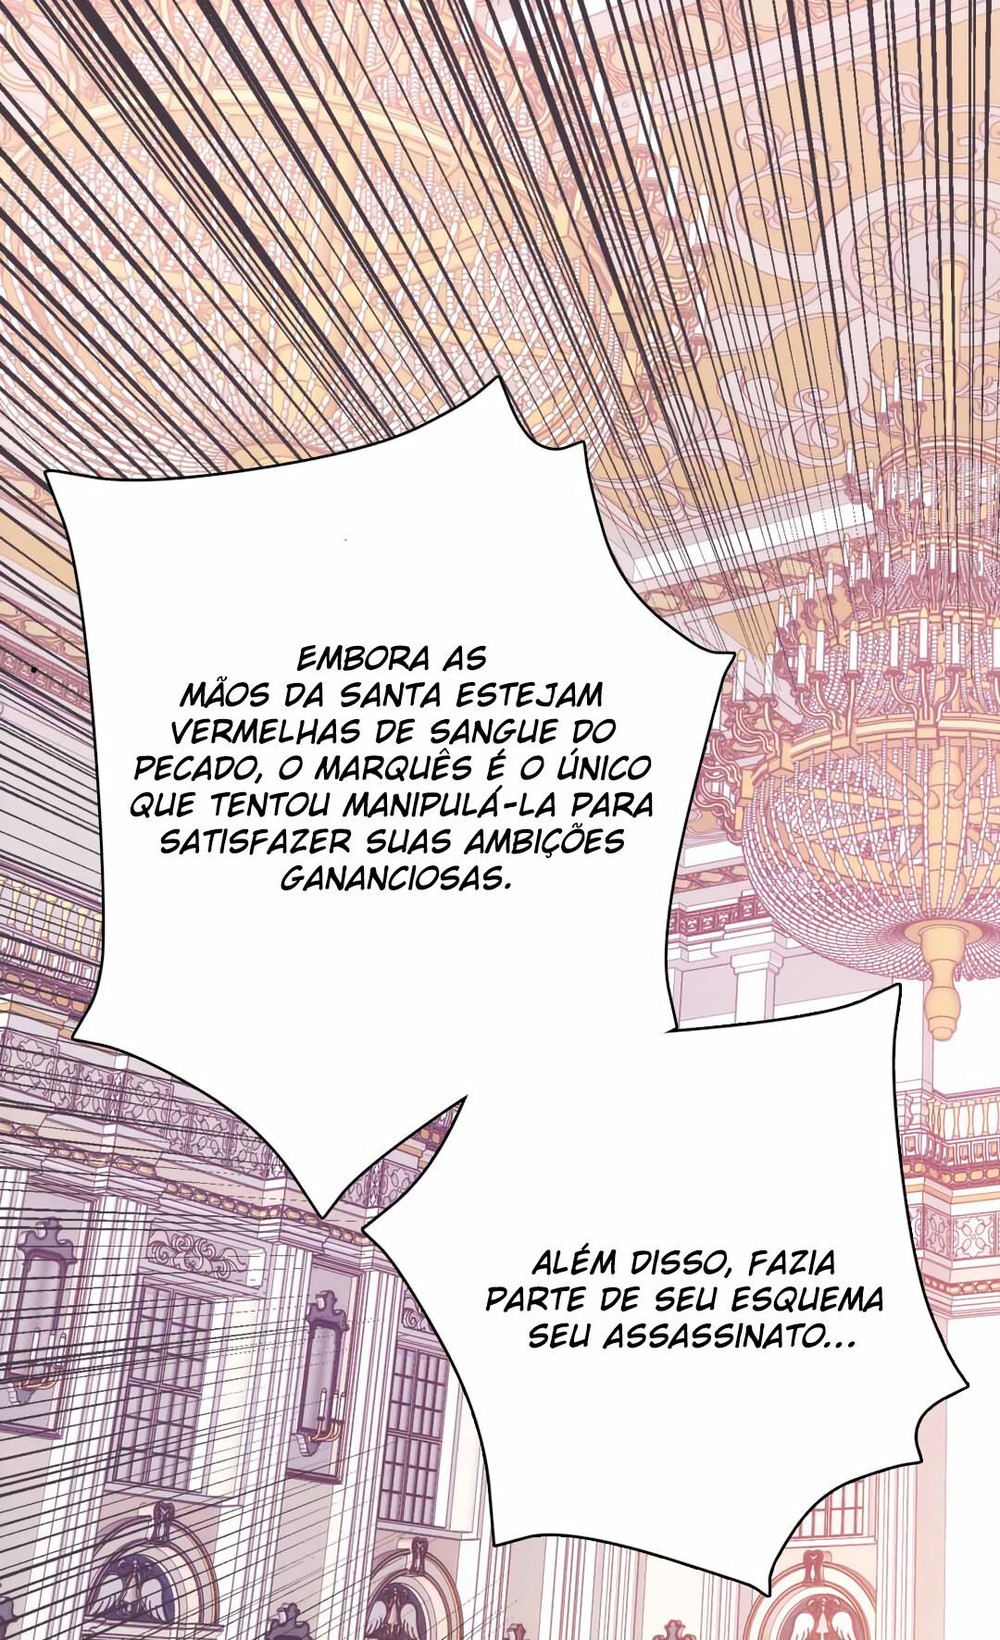 EMBORA AS
MÃOS DA SANTA ESTEJAM
VERMELHAS DE SANGUE DO
PECADO, O MARQUÊS É O ÚNICO
QUE TENTOU MANIPULÁ-LA PARA
SATISFAZER SUAS AMBIÇÕES
GANANCIOSAS.
ALÉM DISSO, FAZIA
PARTE DE SEU ESQUEMA
SEU ASSASSINATO...